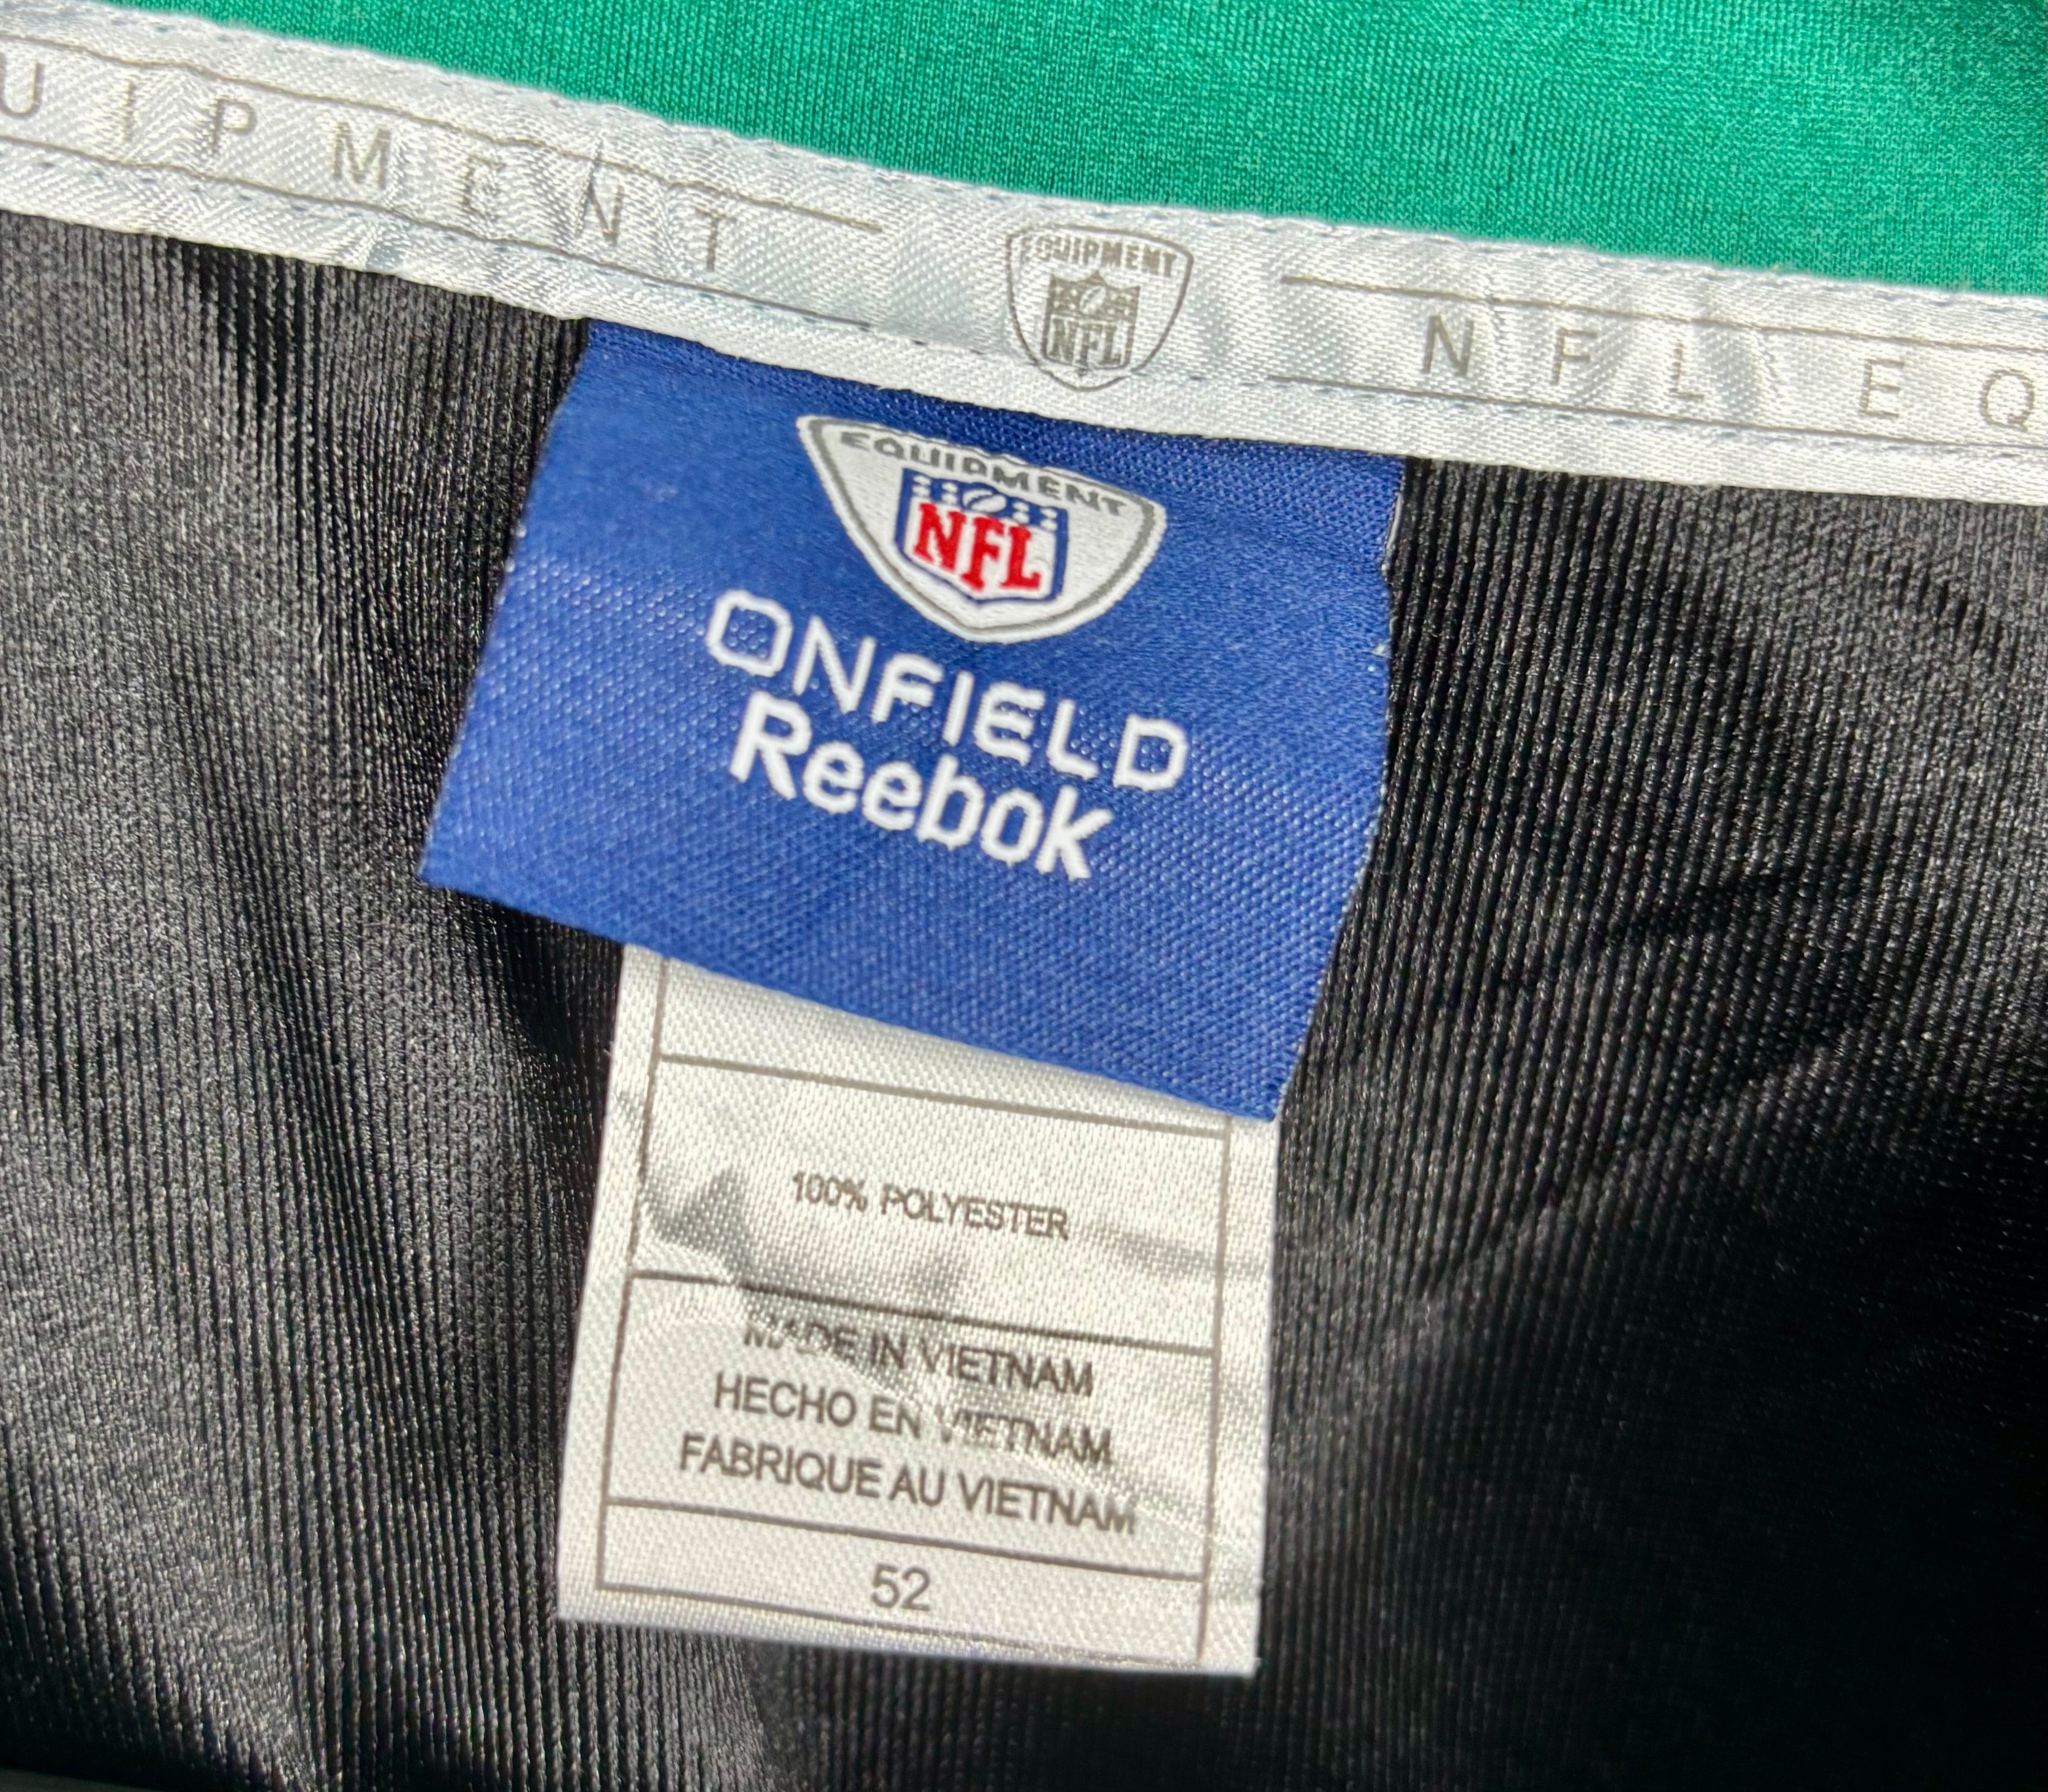 UIPMENT
EQUIPMENT
NFL
NFL EQ
EQUIPMENT
NFL
ONFIELD
Reebok
100% POLYESTER
MADE IN VIETNAM
HECHO EN VIETNAM
FABRIQUE AU VIETNAM
52